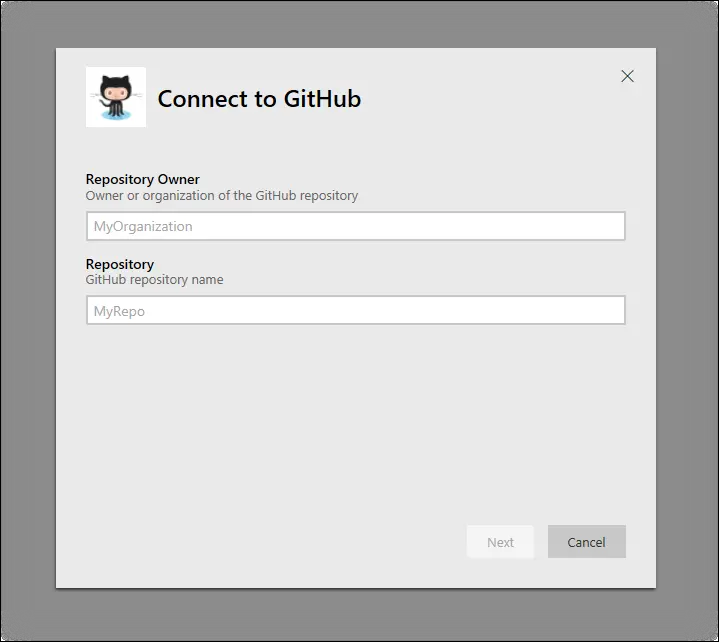 Connect to GitHub
Repository Owner
Owner or organization of the GitHub repository
MyOrganization
Repository
GitHub repository name
MyRepo
Next
Cancel